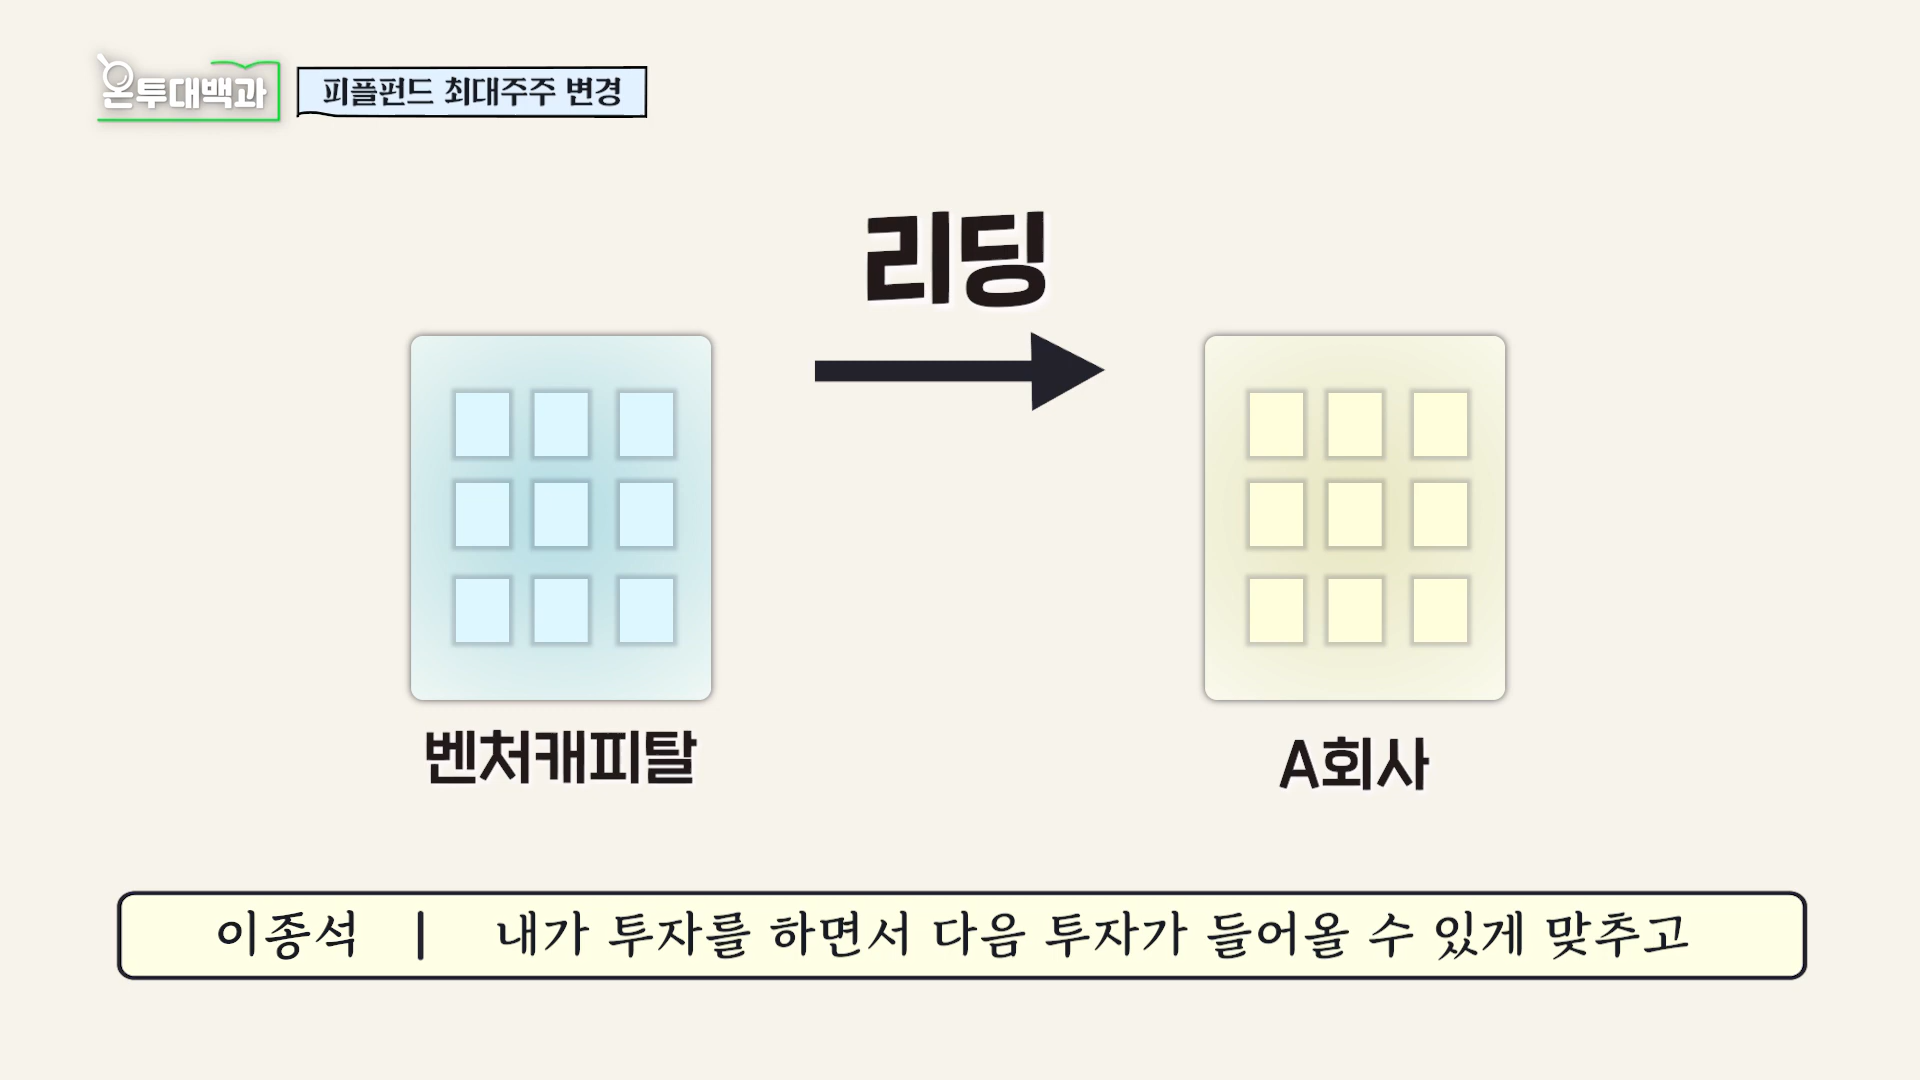 온투대백과
피플펀드 최대주주 변경
리딩
벤처캐피탈
A회사
이종석 | 내가 투자를 하면서 다음 투자가 들어올 수 있게 맞추고